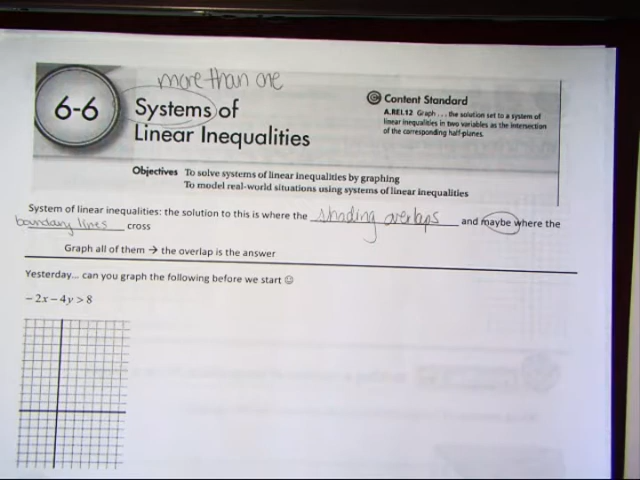 more than one
6-6
Systems of
Linear Inequalities
Content Standard
A.REI.12 Graph . . . the solution set to a system of
linear inequalities in two variables as the intersection
of the corresponding half-planes.
Objectives To solve systems of linear inequalities by graphing
To model real-world situations using systems of linear inequalities
System of linear inequalities: the solution to this is where the shading overlaps and maybe where the
boundary lines cross
Graph all of them → the overlap is the answer
Yesterday... can you graph the following before we start ☺
−2x−4y>8